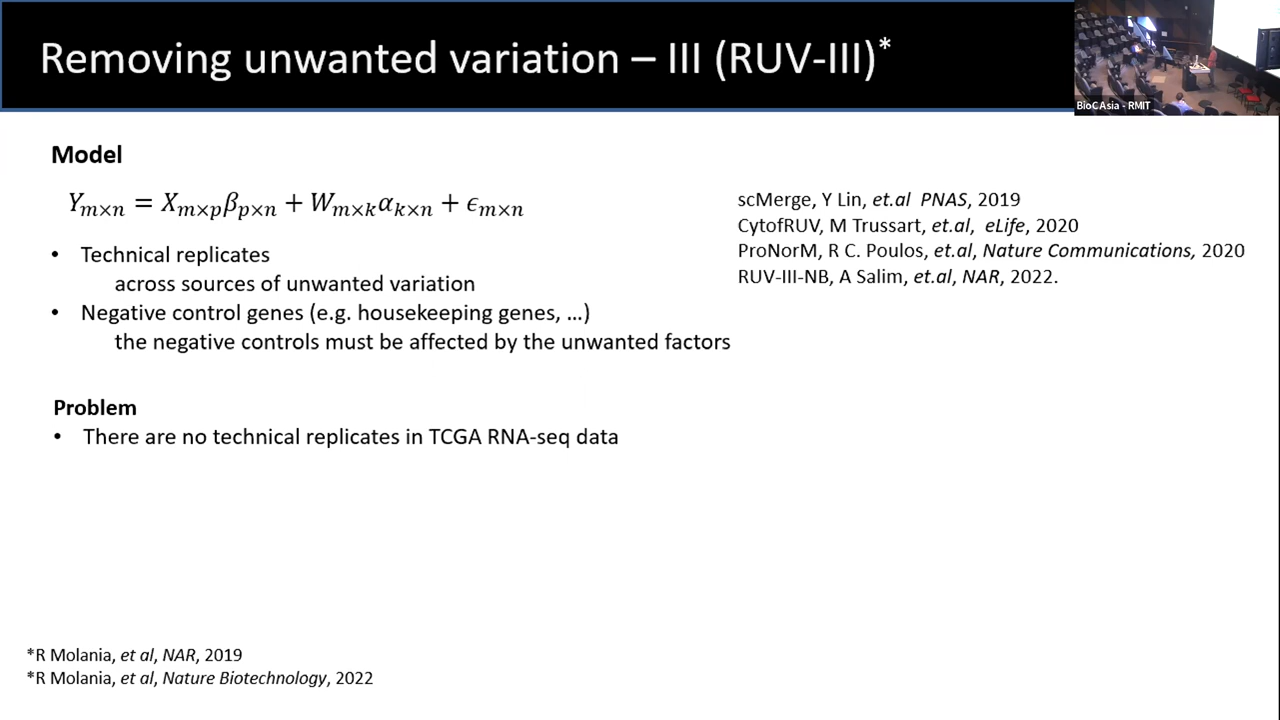 Removing unwanted variation – III (RUV-III)*
BioCAsia - RMIT
Model
Y_{m×n} = X_{m×p}β_{p×n} + W_{m×k}α_{k×n} + ϵ_{m×n}
• Technical replicates
across sources of unwanted variation
• Negative control genes (e.g. housekeeping genes, ...)
the negative controls must be affected by the unwanted factors
scMerge, Y Lin, et.al PNAS, 2019
CytofRUV, M Trussart, et.al, eLife, 2020
ProNorM, R C. Poulos, et.al, Nature Communications, 2020
RUV-III-NB, A Salim, et.al, NAR, 2022.
Problem
• There are no technical replicates in TCGA RNA-seq data
*R Molania, et al, NAR, 2019
*R Molania, et al, Nature Biotechnology, 2022